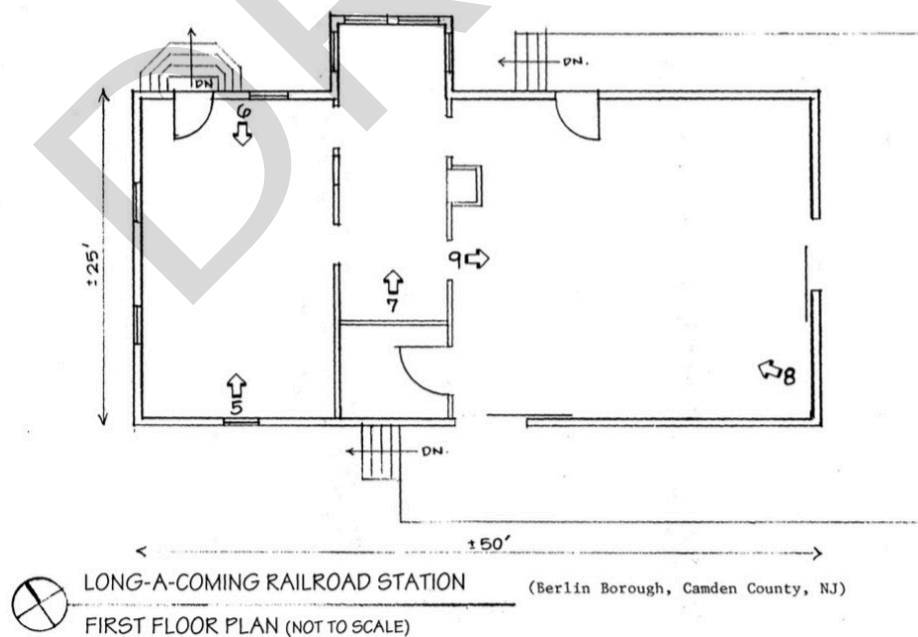 DR
DN
DN.
6
±25'
9
7
8
5
DN.
±50'
LONG-A-COMING RAILROAD STATION
(Berlin Borough, Camden County, NJ)
FIRST FLOOR PLAN (NOT TO SCALE)